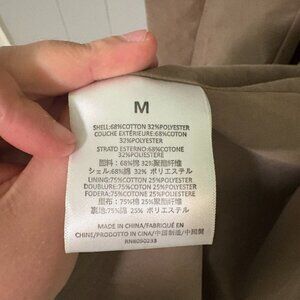 M
SHELL:68%COTTON 32%POLYESTER
COUCHE EXTÉRIEURE:68%COTON
32%POLYESTER
STRATO ESTERNO:68%COTONE
32%POLIESTERE
面料: 68%棉 32%聚酯纤维
シェル:68%綿 32% ポリエステル
LINING:75%COTTON 25%POLYESTER
DOUBLURE:75%COTON 25%POLYESTER
FODERA:75%COTONE 25%POLIESTERE
里布: 75%棉 25%聚酯纤维
裏地:75%綿 25% ポリエステル
MADE IN CHINA/FABRIQUÉ EN
CHINE/PRODOTTO IN CINA/中国制造/中国製
RN#090233